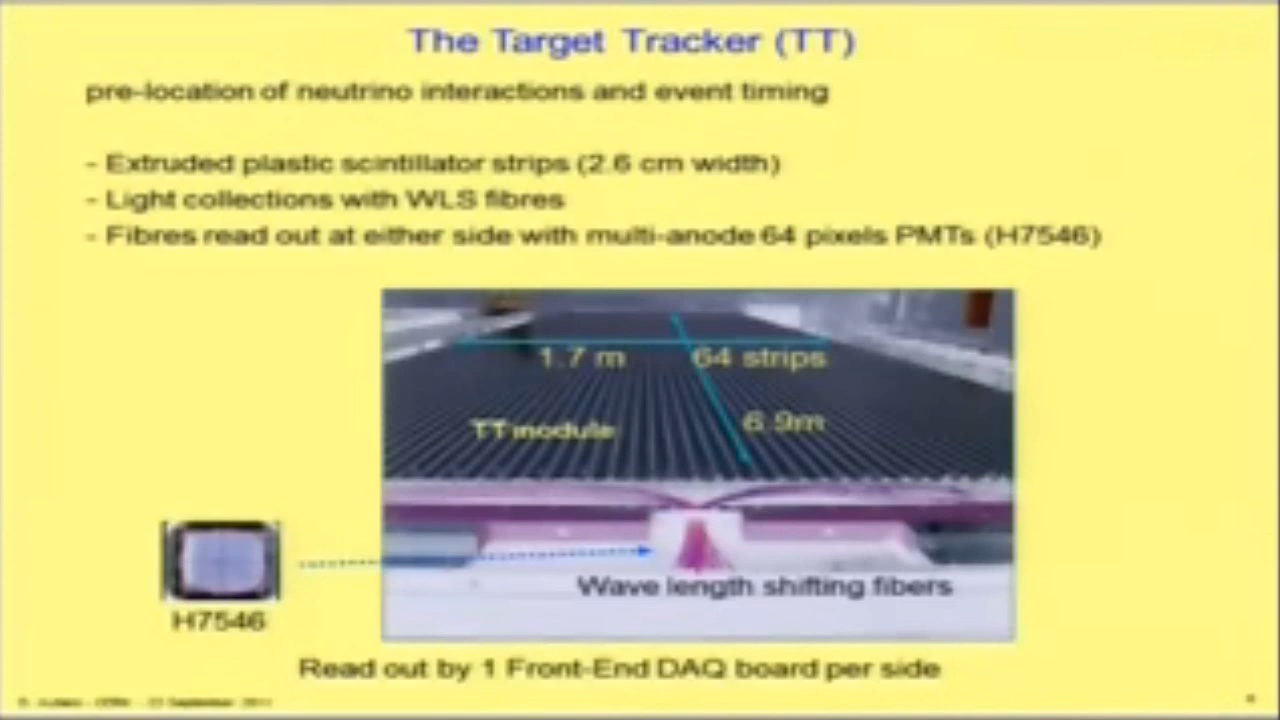 The Target Tracker (TT)
pre-location of neutrino interactions and event timing
- Extruded plastic scintillator strips (2.6 cm width)
- Light collections with WLS fibres
- Fibres read out at either side with multi-anode 64 pixels PMTs (H7546)
1.7 m
64 strips
6.9m
TT module
Wave length shifting fibers
H7546
Read out by 1 Front-End DAQ board per side
September 2011